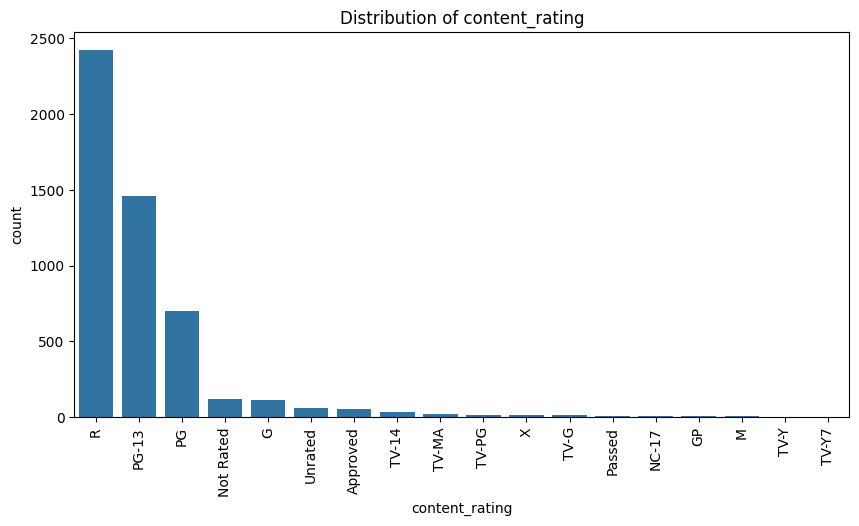 Distribution of content_rating
2500
2000
1500
1000
500
0
count
R
PG-13
PG
Not Rated
G
Unrated
Approved
TV-14
TV-MA
TV-PG
X
TV-G
Passed
NC-17
GP
M
TV-Y
TV-Y7
content_rating